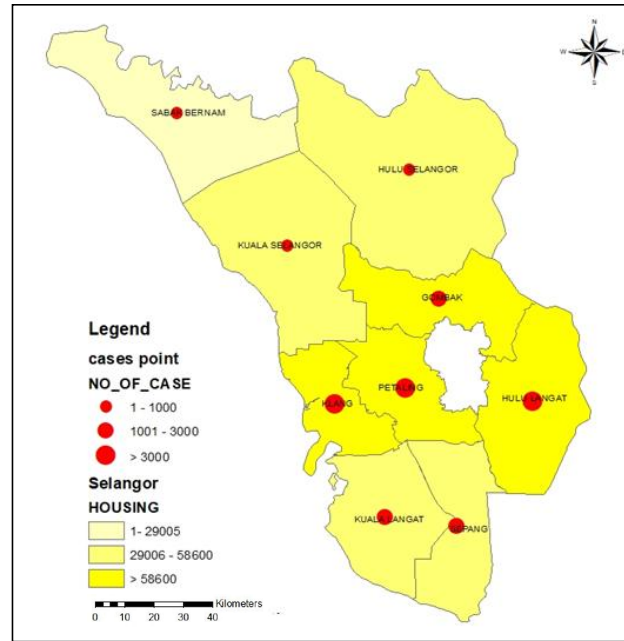 N
W
S
SABAK BERNAM
HULU SELANGOR
KUALA SELANGOR
GOMBAK
PETALING
KLANG
HULU LANGAT
KUALA LANGAT
SEPANG
Legend
cases point
NO_OF_CASE
1 - 1000
1001 - 3000
> 3000
Selangor
HOUSING
1- 29005
29006 - 58600
> 58600
Kilometers
0 10 20 30 40